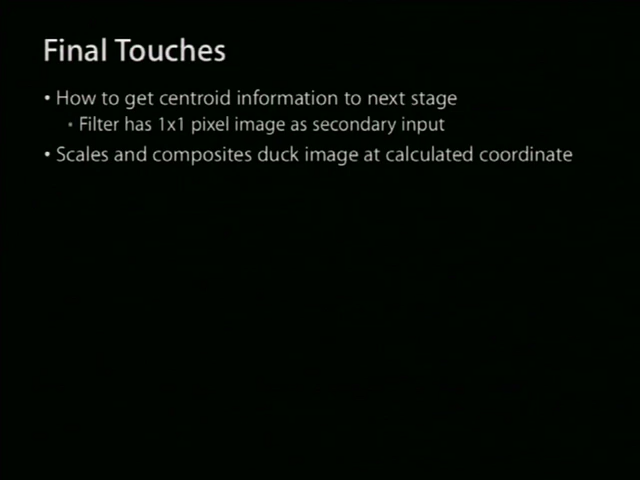 Final Touches
• How to get centroid information to next stage
• Filter has 1x1 pixel image as secondary input
• Scales and composites duck image at calculated coordinate